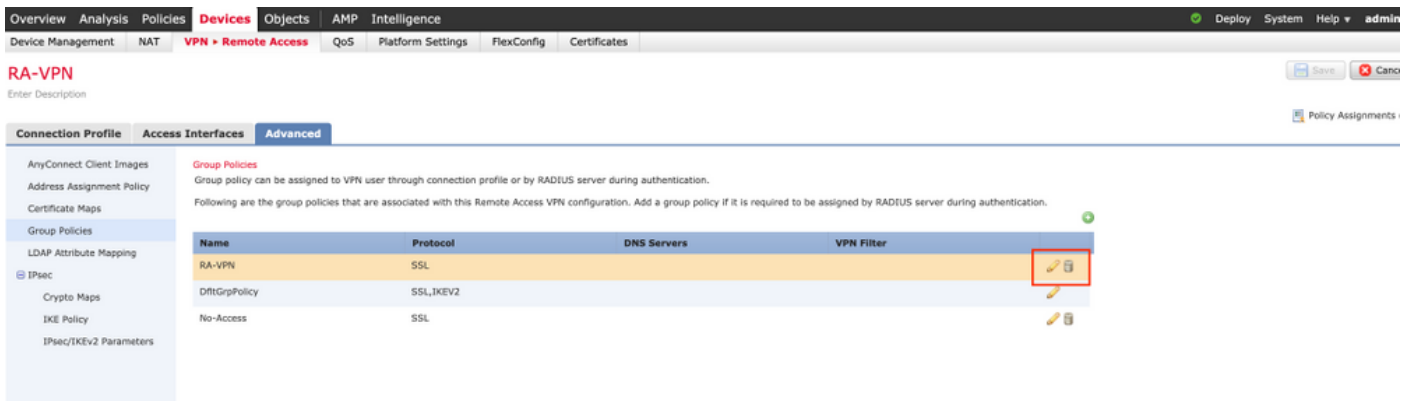 Overview Analysis Policies Devices Objects AMP Intelligence Deploy System Help admin
Device Management NAT VPN ▸ Remote Access QoS Platform Settings FlexConfig Certificates
RA-VPN
Save Canc
Enter Description
Policy Assignments
Connection Profile Access Interfaces Advanced
AnyConnect Client Images
Address Assignment Policy
Certificate Maps
Group Policies
LDAP Attribute Mapping
IPsec
Crypto Maps
IKE Policy
IPsec/IKEv2 Parameters
Group Policies
Group policy can be assigned to VPN user through connection profile or by RADIUS server during authentication.
Following are the group policies that are associated with this Remote Access VPN configuration. Add a group policy if it is required to be assigned by RADIUS server during authentication.
Name Protocol DNS Servers VPN Filter
RA-VPN SSL
DfltGrpPolicy SSL,IKEV2
No-Access SSL